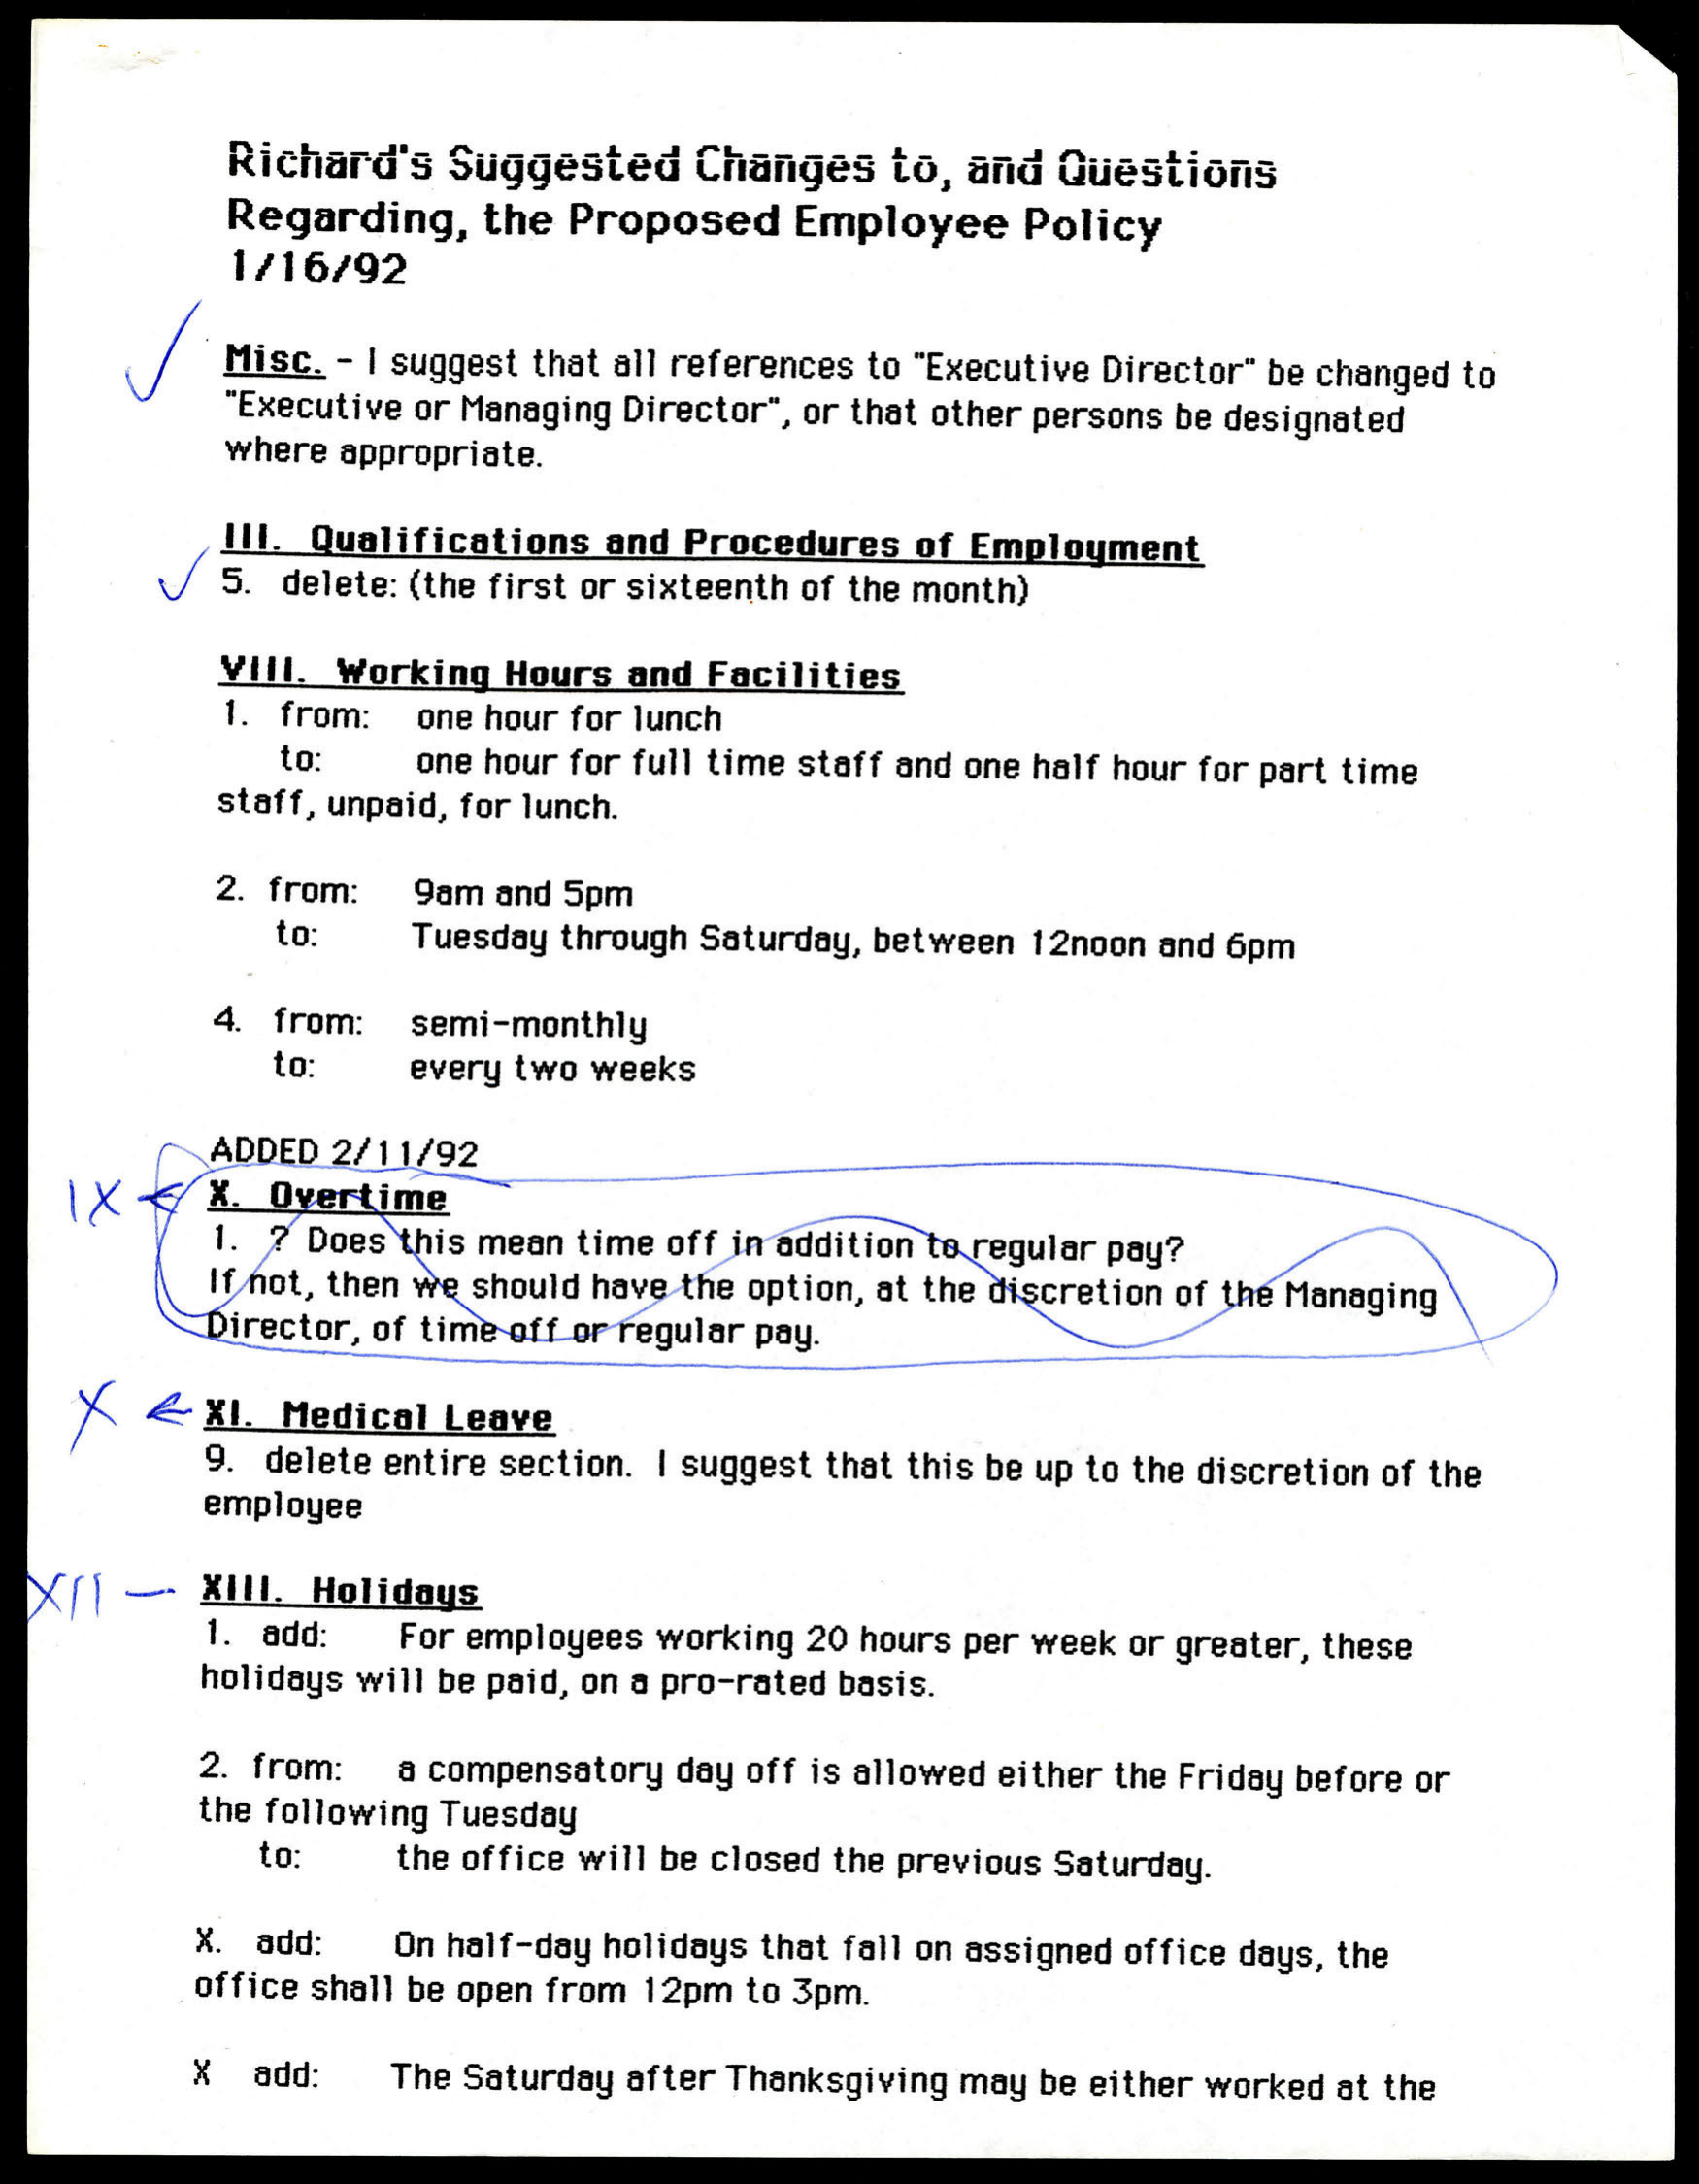 Richard's Suggested Changes to, and Questions
Regarding, the Proposed Employee Policy
1/16/92
Misc. - I suggest that all references to "Executive Director" be changed to
"Executive or Managing Director", or that other persons be designated
where appropriate.
III. Qualifications and Procedures of Employment
5. delete: (the first or sixteenth of the month)
VIII. Working Hours and Facilities
1. from: one hour for lunch
to: one hour for full time staff and one half hour for part time
staff, unpaid, for lunch.
2. from: 9am and 5pm
to: Tuesday through Saturday, between 12noon and 6pm
4. from: semi-monthly
to: every two weeks
ADDED 2/11/92
IX ← X. Overtime
1. ? Does this mean time off in addition to regular pay?
If not, then we should have the option, at the discretion of the Managing
Director, of time off or regular pay.
X ← XI. Medical Leave
9. delete entire section. I suggest that this be up to the discretion of the
employee
XII — XIII. Holidays
1. add: For employees working 20 hours per week or greater, these
holidays will be paid, on a pro-rated basis.
2. from: a compensatory day off is allowed either the Friday before or
the following Tuesday
to: the office will be closed the previous Saturday.
X. add: On half-day holidays that fall on assigned office days, the
office shall be open from 12pm to 3pm.
X add: The Saturday after Thanksgiving may be either worked at the